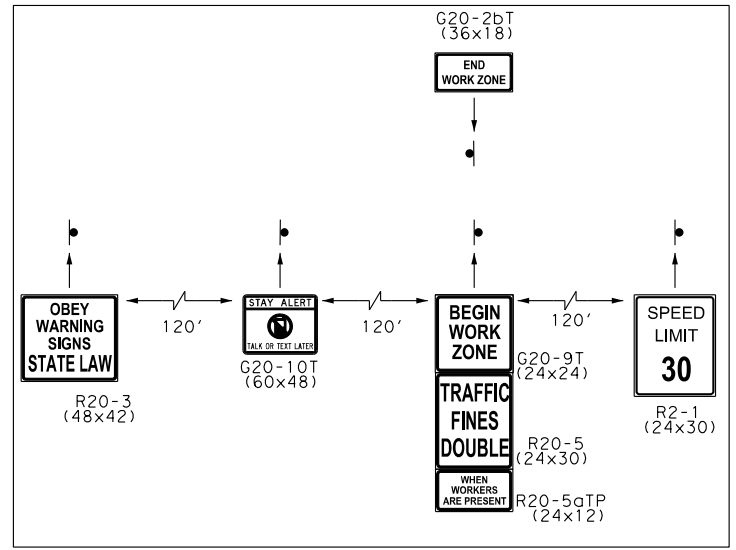 G20-2bT
(36x18)
END
WORK ZONE
OBEY
WARNING
SIGNS
STATE LAW
R20-3
(48x42)
120'
STAY ALERT
TALK OR TEXT LATER
G20-10T
(60x48)
120'
BEGIN
WORK
ZONE
G20-9T
(24x24)
TRAFFIC
FINES
DOUBLE
R20-5
(24x30)
WHEN
WORKERS
ARE PRESENT
R20-5aTP
(24x12)
120'
SPEED
LIMIT
30
R2-1
(24x30)